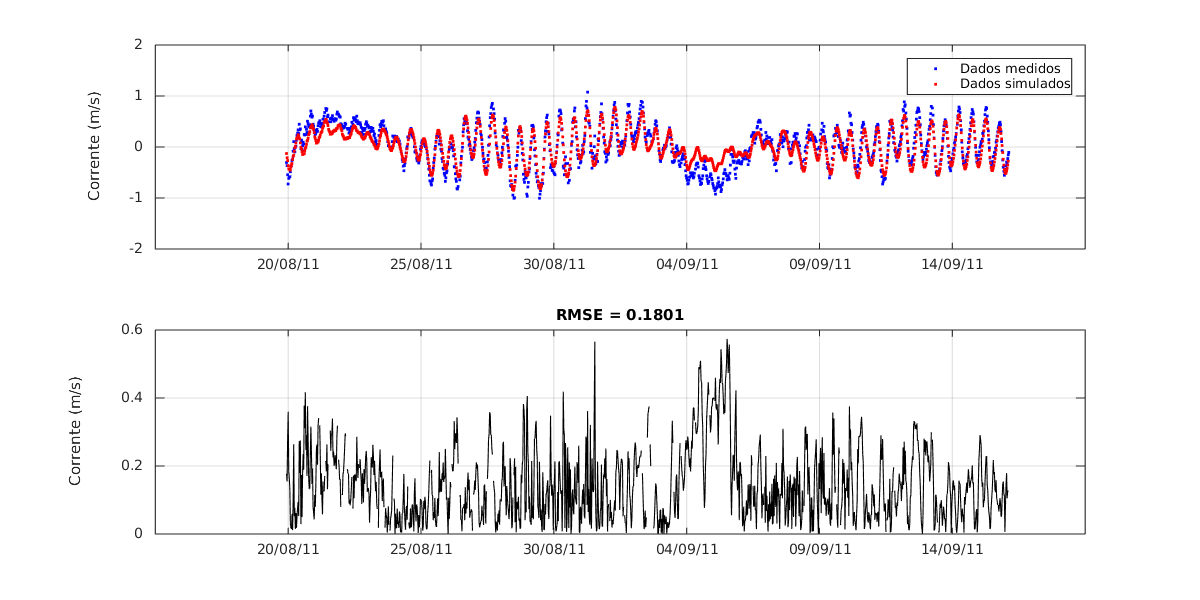 2
1
0
-1
-2
Corrente (m/s)
Dados medidos
Dados simulados
20/08/11 25/08/11 30/08/11 04/09/11 09/09/11 14/09/11
RMSE = 0.1801
0.6
0.4
0.2
0
Corrente (m/s)
20/08/11 25/08/11 30/08/11 04/09/11 09/09/11 14/09/11